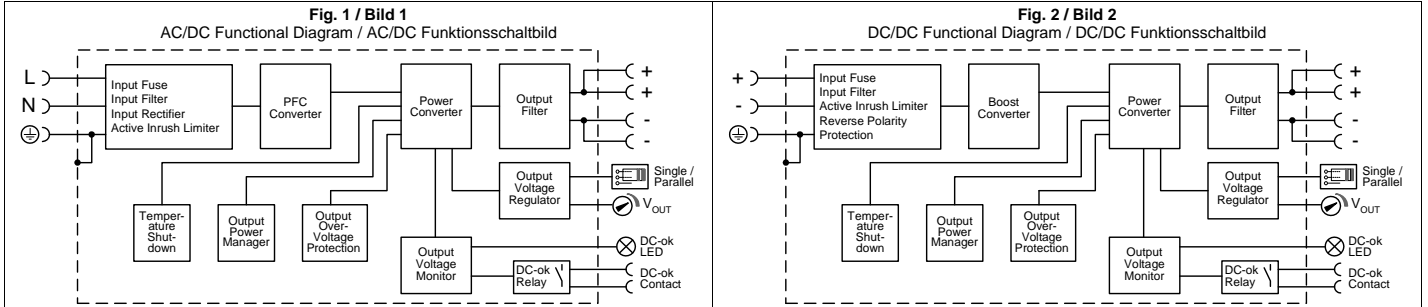 Fig. 1 / Bild 1
AC/DC Functional Diagram / AC/DC Funktionsschaltbild
L
N
Input Fuse
Input Filter
Input Rectifier
Active Inrush Limiter
PFC
Converter
Power
Converter
Output
Filter
+
+
-
-
Output
Voltage
Regulator
Single /
Parallel
VOUT
Temper-
ature
Shut-
down
Output
Power
Manager
Output
Over-
Voltage
Protection
Output
Voltage
Monitor
DC-ok
LED
DC-ok
Relay
DC-ok
Contact
Fig. 2 / Bild 2
DC/DC Functional Diagram / DC/DC Funktionsschaltbild
+
-
Input Fuse
Input Filter
Active Inrush Limiter
Reverse Polarity
Protection
Boost
Converter
Power
Converter
Output
Filter
+
+
-
-
Output
Voltage
Regulator
Single /
Parallel
VOUT
Temper-
ature
Shut-
down
Output
Power
Manager
Output
Over-
Voltage
Protection
Output
Voltage
Monitor
DC-ok
LED
DC-ok
Relay
DC-ok
Contact